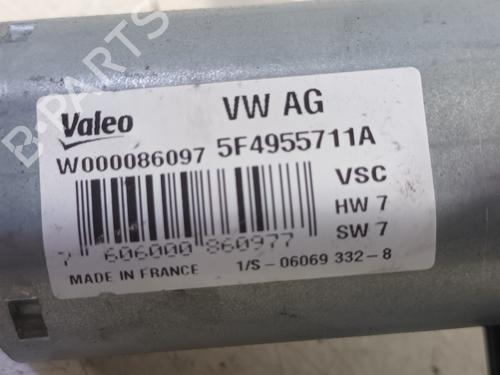 B-PARTS
Valeo
VW AG
W000086097 5F4955711A
VSC
HW 7
SW 7
7 606000 860977
MADE IN FRANCE
1/S-06069 332-8